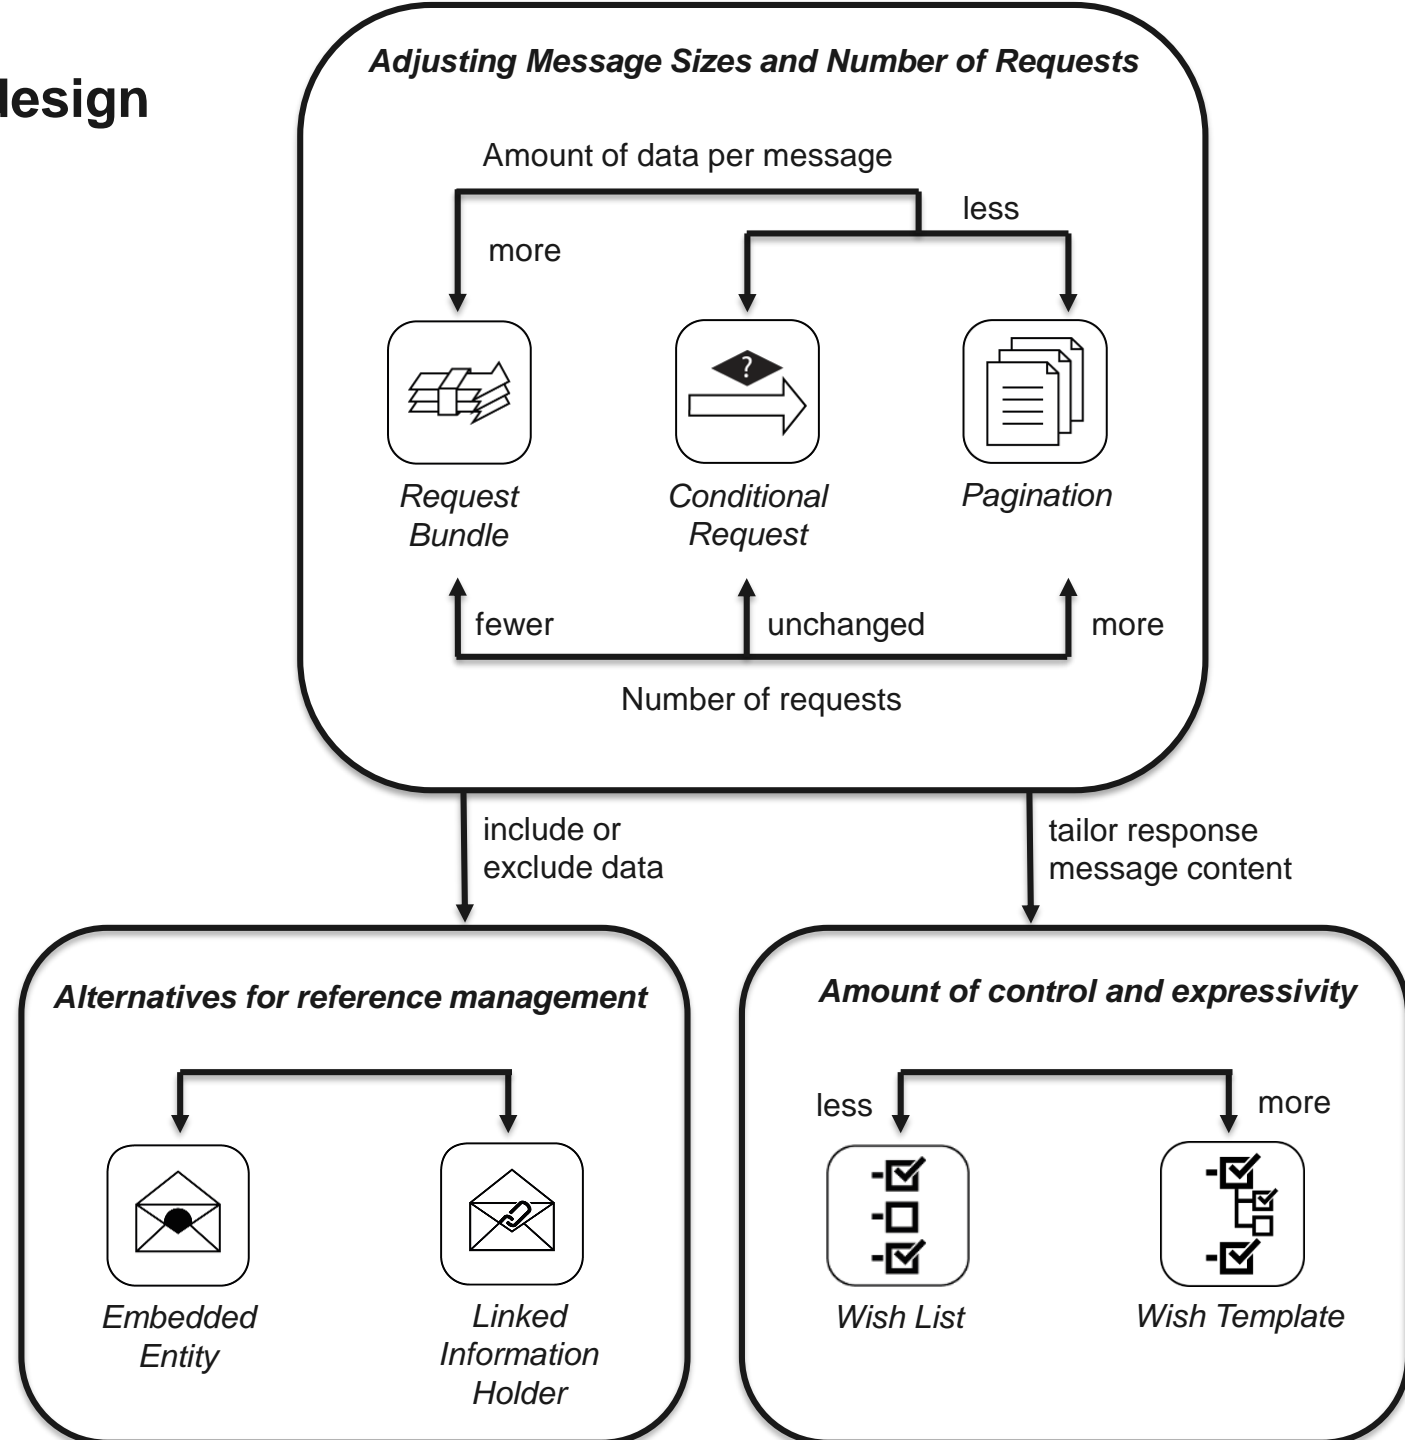 design
Adjusting Message Sizes and Number of Requests
Amount of data per message
less
more
?
Request
Bundle
Conditional
Request
Pagination
fewer
unchanged
more
Number of requests
include or
exclude data
tailor response
message content
Alternatives for reference management
Embedded
Entity
Linked
Information
Holder
Amount of control and expressivity
less
more
Wish List
Wish Template